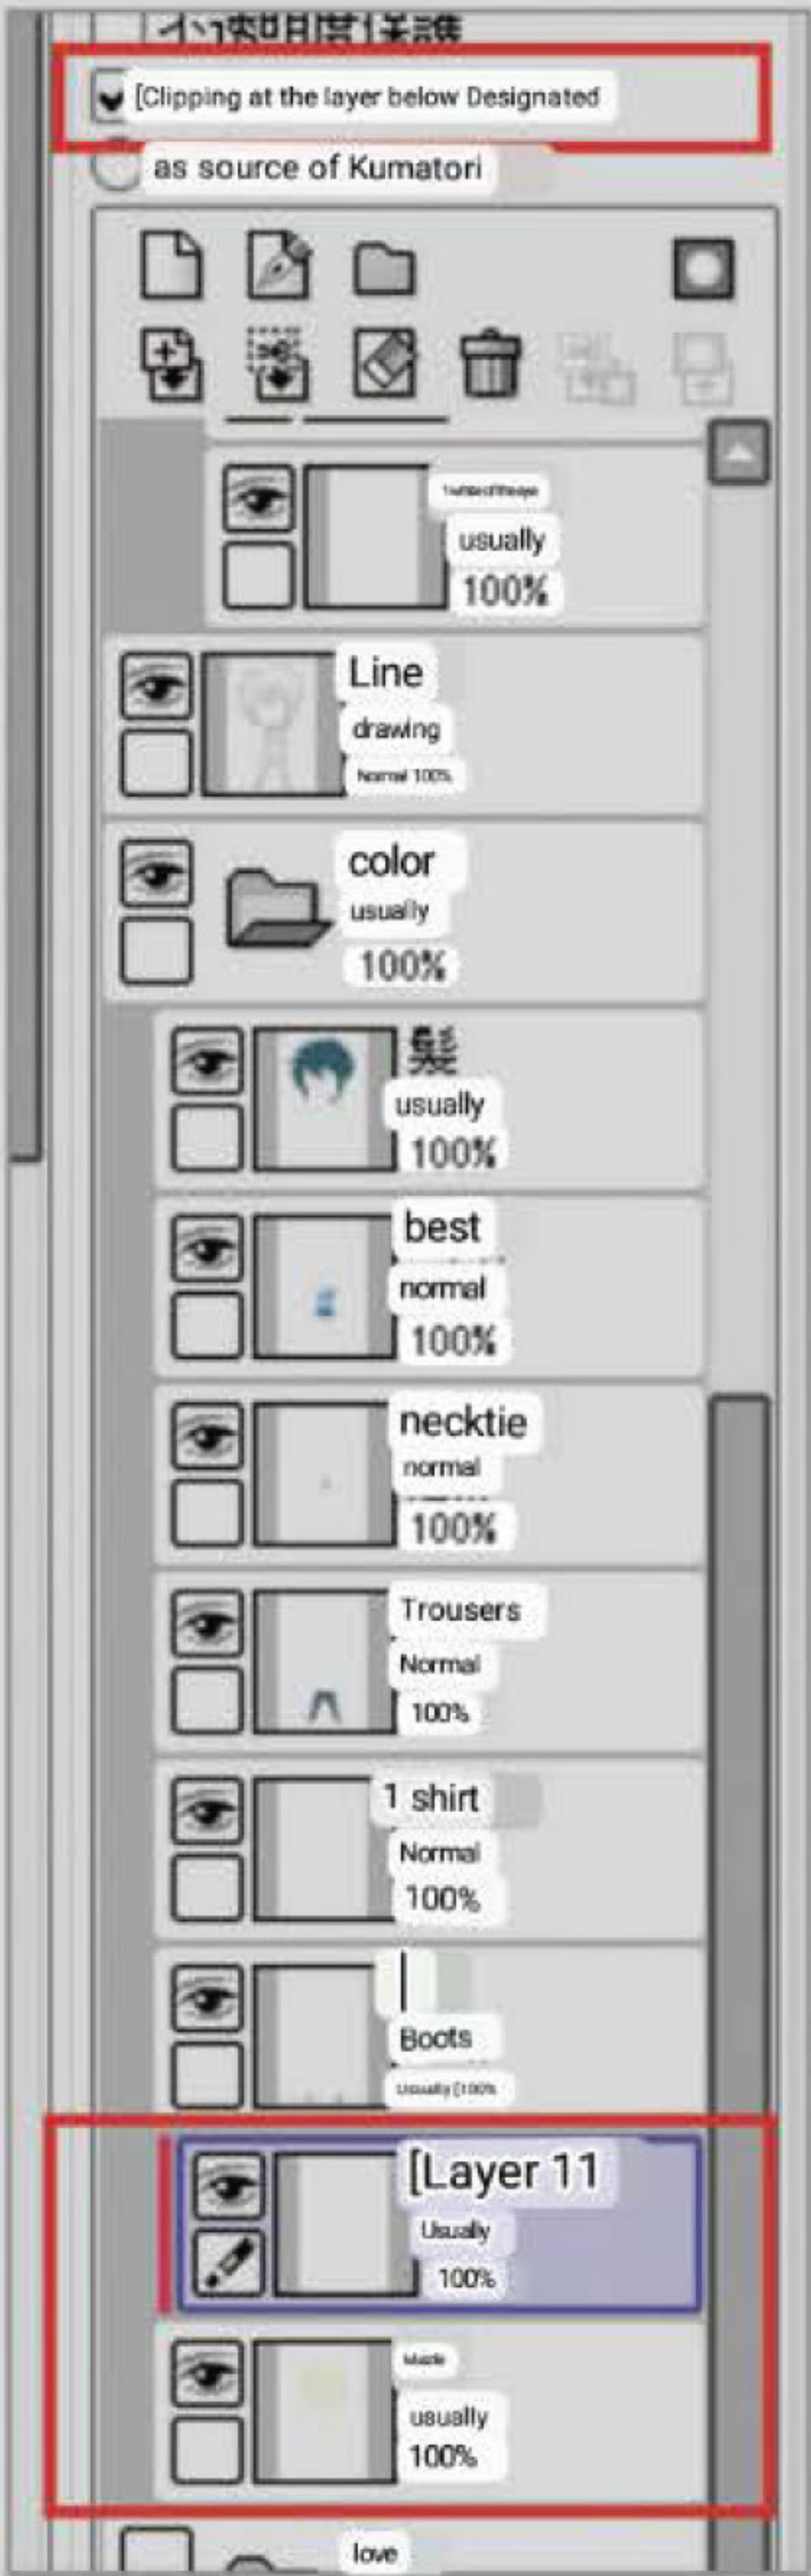 [Clipping at the layer below Designated
as source of Kumatori
usually
100%
Line
drawing
Normal 100%
color
usually
100%
髪
usually
100%
best
normal
100%
necktie
normal
100%
Trousers
Normal
100%
1 shirt
Normal
100%
Boots
Usually [100%
[Layer 11
Usually
100%
usually
100%
love